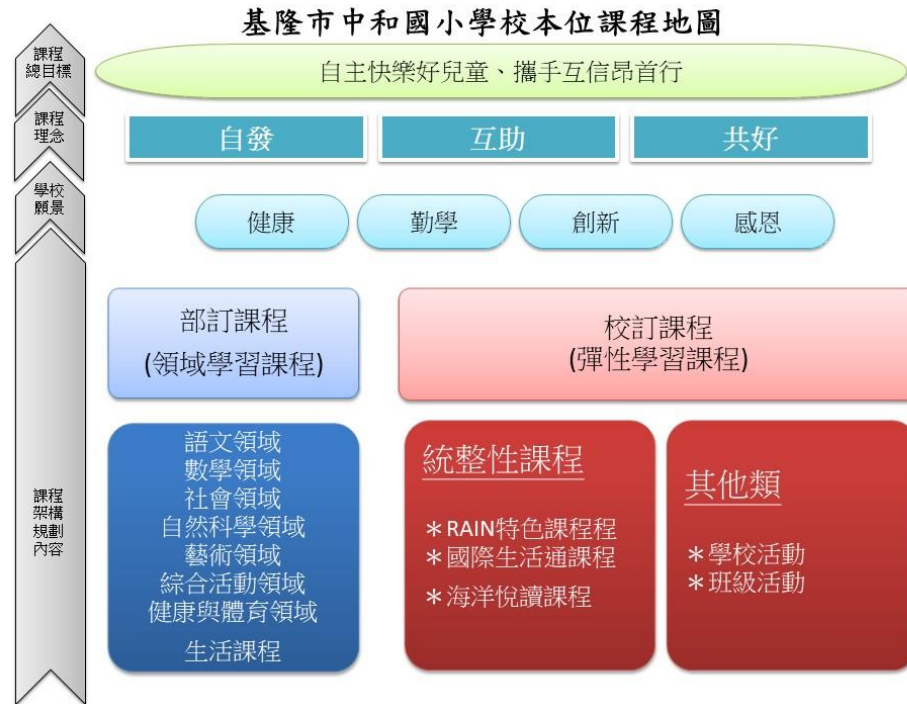 基隆市中和國小學校本位課程地圖
課程
總目標
自主快樂好兒童、攜手互信昂首行
課程
理念
自發
互助
共好
學校
願景
健康
勤學
創新
感恩
課程
架構
規劃
內容
部訂課程
(領域學習課程)
校訂課程
(彈性學習課程)
語文領域
數學領域
社會領域
自然科學領域
藝術領域
綜合活動領域
健康與體育領域
生活課程
統整性課程
＊RAIN特色課程程
＊國際生活通課程
＊海洋悅讀課程
其他類
＊學校活動
＊班級活動